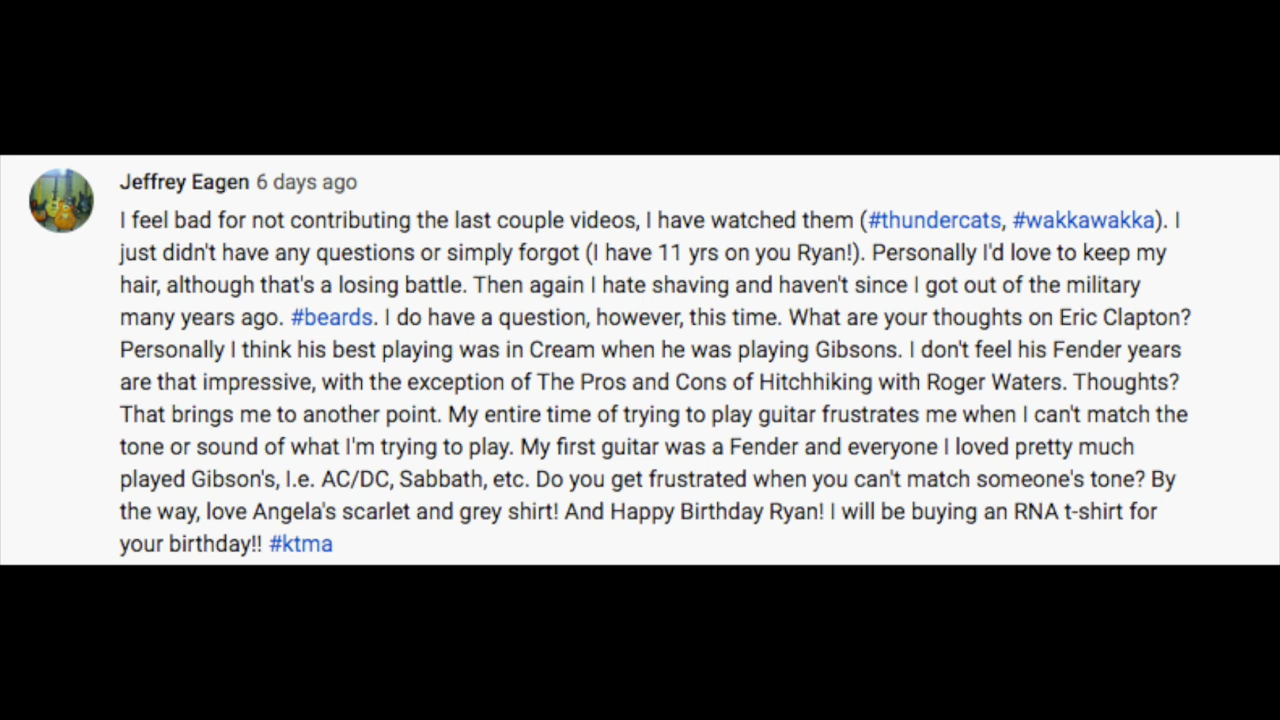 Jeffrey Eagen 6 days ago
I feel bad for not contributing the last couple videos, I have watched them (#thundercats, #wakkawakka). I
just didn't have any questions or simply forgot (I have 11 yrs on you Ryan!). Personally I'd love to keep my
hair, although that's a losing battle. Then again I hate shaving and haven't since I got out of the military
many years ago. #beards. I do have a question, however, this time. What are your thoughts on Eric Clapton?
Personally I think his best playing was in Cream when he was playing Gibsons. I don't feel his Fender years
are that impressive, with the exception of The Pros and Cons of Hitchhiking with Roger Waters. Thoughts?
That brings me to another point. My entire time of trying to play guitar frustrates me when I can't match the
tone or sound of what I'm trying to play. My first guitar was a Fender and everyone I loved pretty much
played Gibson's, I.e. AC/DC, Sabbath, etc. Do you get frustrated when you can't match someone's tone? By
the way, love Angela's scarlet and grey shirt! And Happy Birthday Ryan! I will be buying an RNA t-shirt for
your birthday!! #ktma